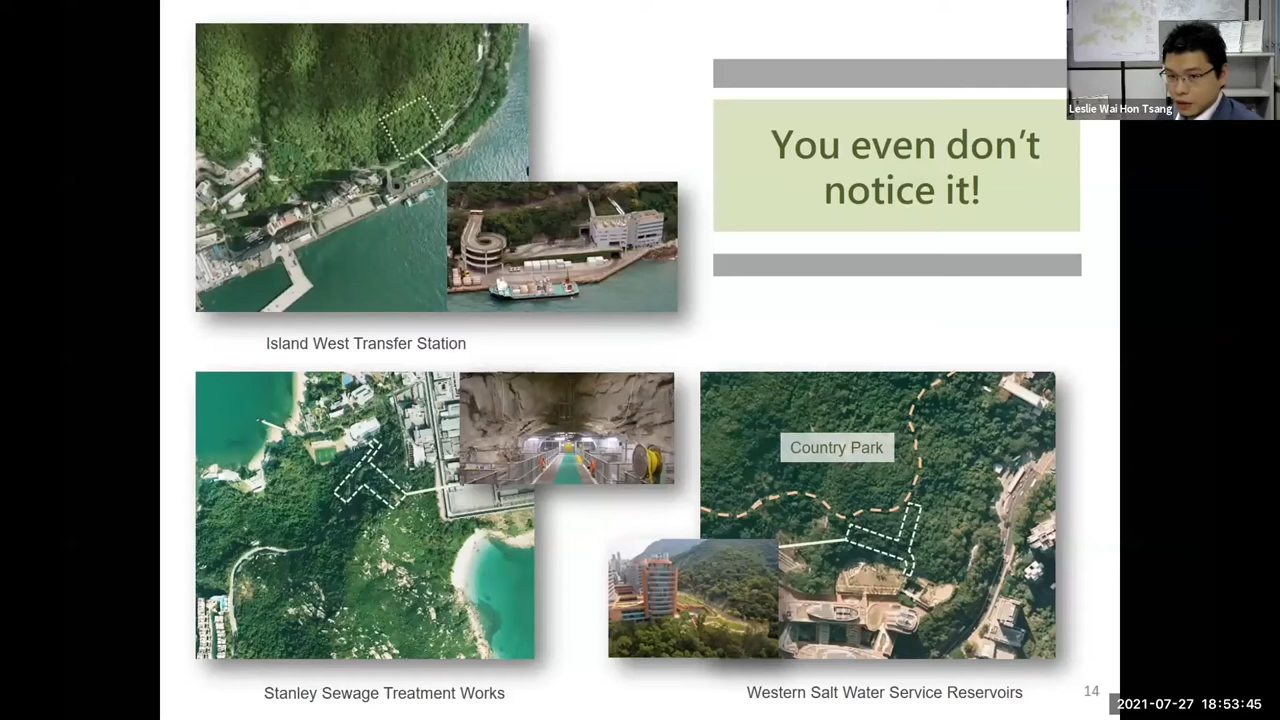 You even don't
notice it!
Leslie Wai Hon Tsang
Island West Transfer Station
Country Park
Stanley Sewage Treatment Works
Western Salt Water Service Reservoirs
14
2021-07-27 18:53:45